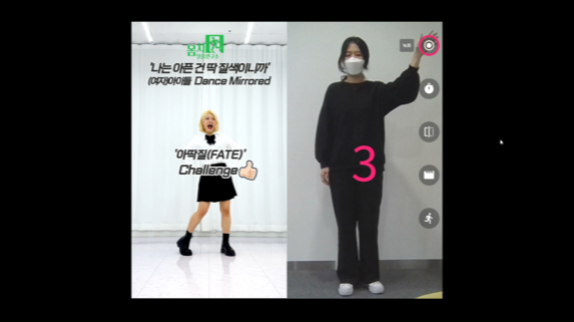 '나는 아픈 건 딱 질색이니까'
(여자)아이들 Dance Mirrored
'아딱질(FATE)'
Challenge
3